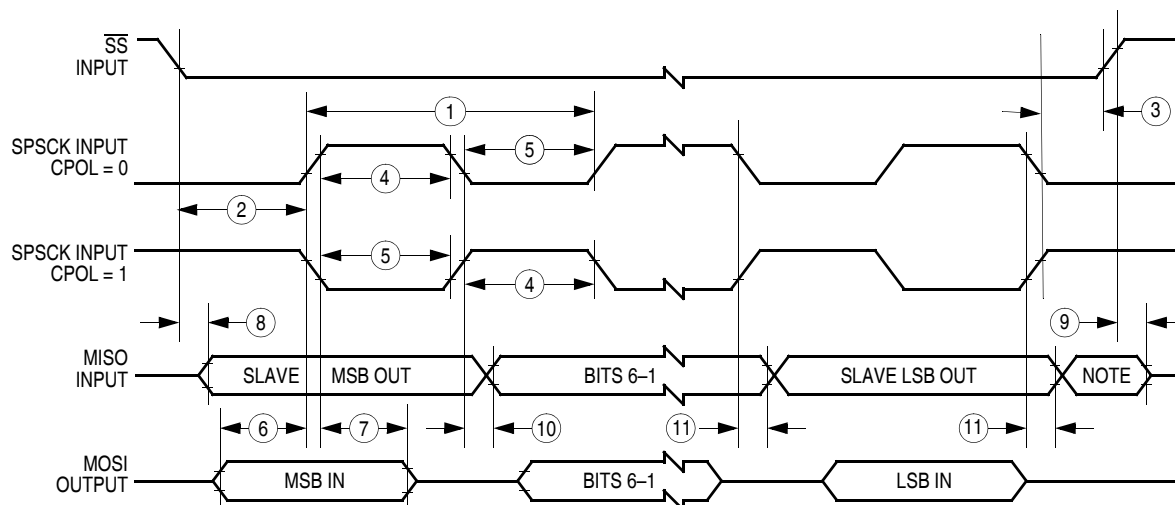 SS
INPUT
1
3
SPSCK INPUT
CPOL = 0
5
4
2
SPSCK INPUT
CPOL = 1
5
4
8
9
MISO
INPUT
SLAVE MSB OUT
BITS 6–1
SLAVE LSB OUT
NOTE
6
7
10
11
11
MOSI
OUTPUT
MSB IN
BITS 6–1
LSB IN